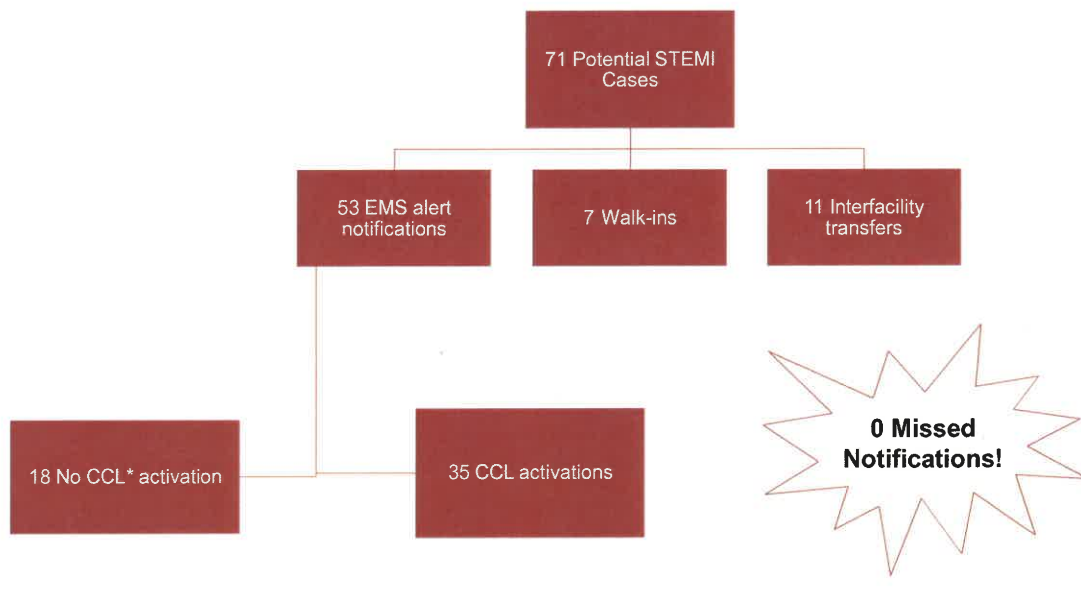 71 Potential STEMI
Cases
53 EMS alert
notifications
7 Walk-ins
11 Interfacility
transfers
18 No CCL* activation
35 CCL activations
0 Missed
Notifications!